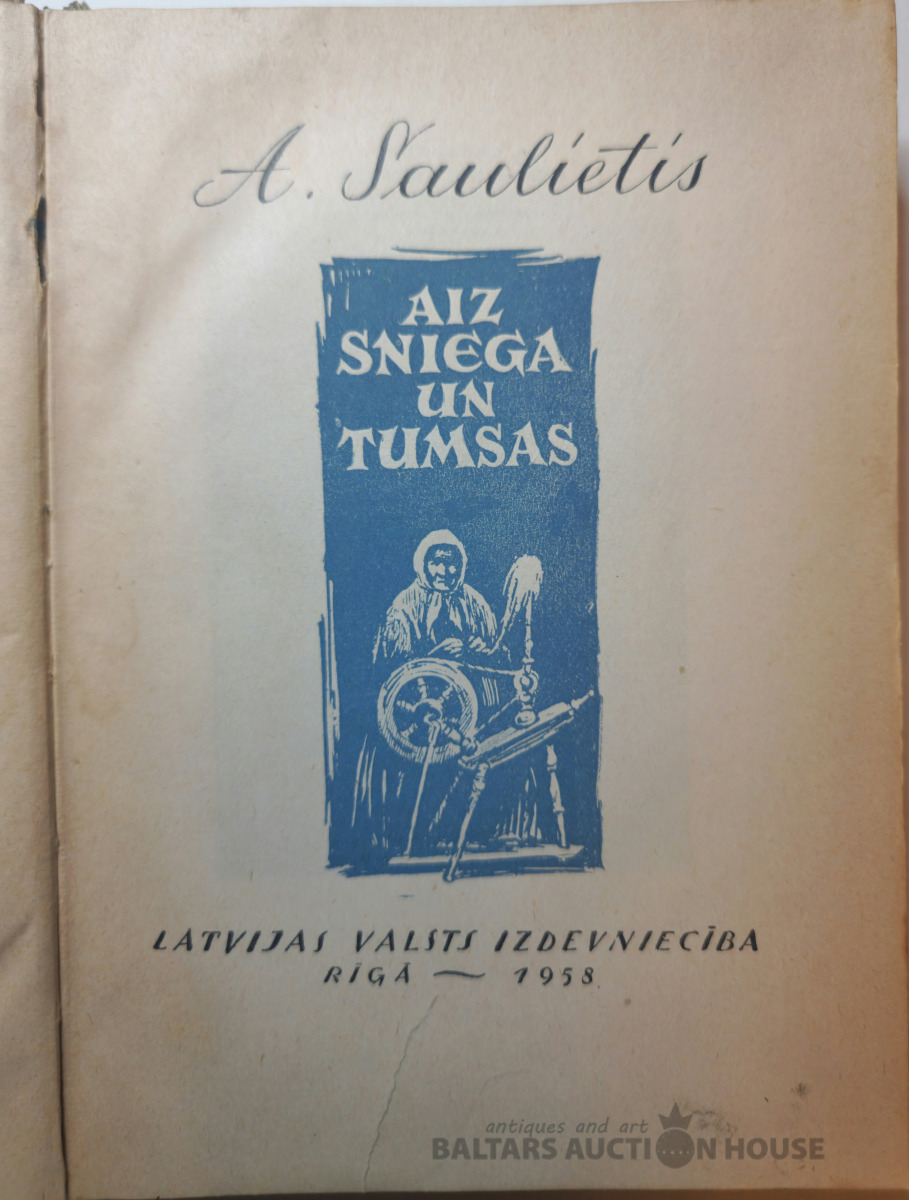 A. Saulietis
AIZ
SNIEGA
UN
TUMSAS
LATVIJAS VALSTS IZDEVNIECĪBA
RĪGĀ — 1958
antiques and art
BALTARS AUCTION HOUSE